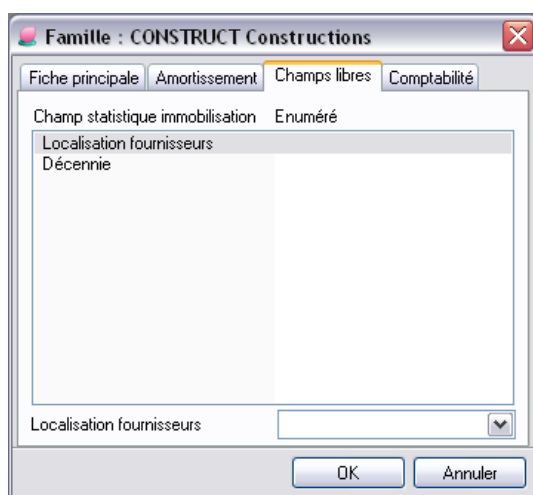 Famille : CONSTRUCT Constructions
Fiche principale Amortissement Champs libres Comptabilité
Champ statistique immobilisation Enuméré
Localisation fournisseurs
Décennie
Localisation fournisseurs
OK Annuler